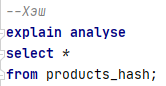 --Хэш
explain analyse
select *
from products_hash;